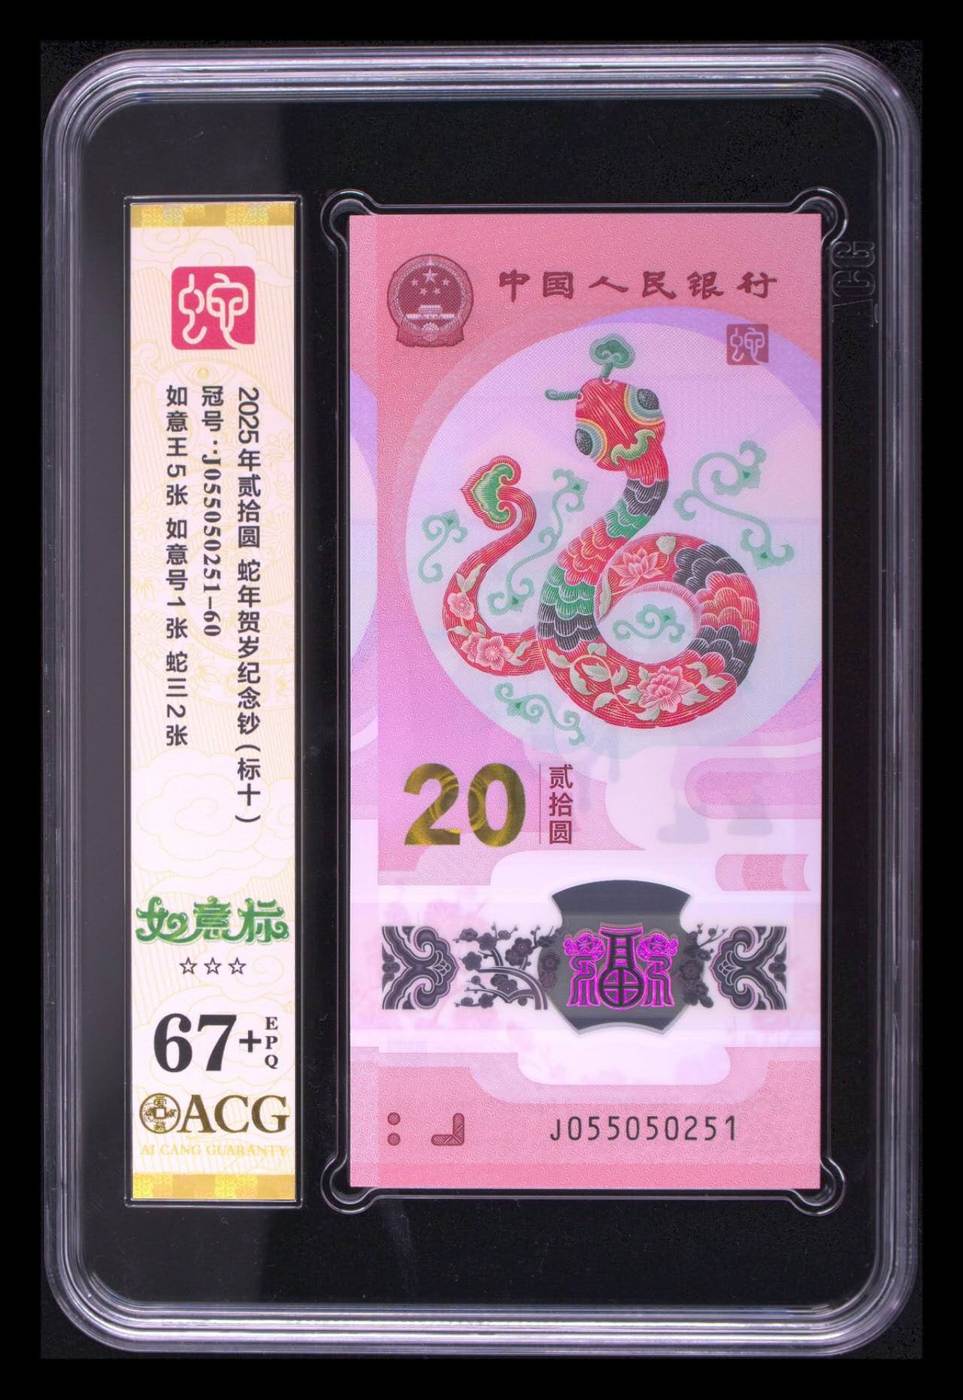 蛇
2025年贰拾圆 蛇年贺岁纪念钞（标十）
冠号：J055050251-60
如意王5张 如意号1张 蛇三2张
如意标
☆☆☆
67+
EPQ
ACG
AI CANG GUARANTY
中国人民银行
蛇
20
贰拾圆
福
J055050251
ACG